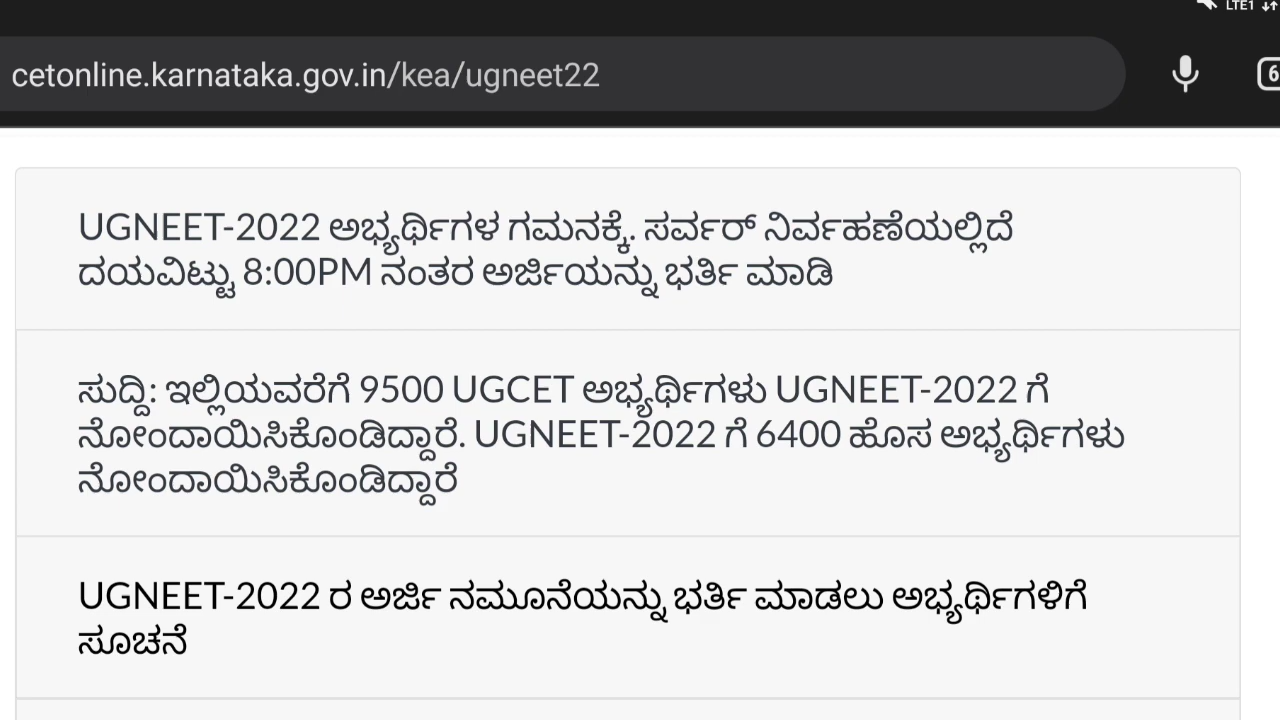 LTE1
cetonline.karnataka.gov.in/kea/ugneet22
6
UGNEET-2022 ಅಭ್ಯರ್ಥಿಗಳ ಗಮನಕ್ಕೆ. ಸರ್ವರ್ ನಿರ್ವಹಣೆಯಲ್ಲಿದೆ
ದಯವಿಟ್ಟು 8:00PM ನಂತರ ಅರ್ಜಿಯನ್ನು ಭರ್ತಿ ಮಾಡಿ
ಸುದ್ದಿ: ಇಲ್ಲಿಯವರೆಗೆ 9500 UGCET ಅಭ್ಯರ್ಥಿಗಳು UGNEET-2022 ಗೆ
ನೋಂದಾಯಿಸಿಕೊಂಡಿದ್ದಾರೆ. UGNEET-2022 ಗೆ 6400 ಹೊಸ ಅಭ್ಯರ್ಥಿಗಳು
ನೋಂದಾಯಿಸಿಕೊಂಡಿದ್ದಾರೆ
UGNEET-2022 ರ ಅರ್ಜಿ ನಮೂನೆಯನ್ನು ಭರ್ತಿ ಮಾಡಲು ಅಭ್ಯರ್ಥಿಗಳಿಗೆ
ಸೂಚನೆ